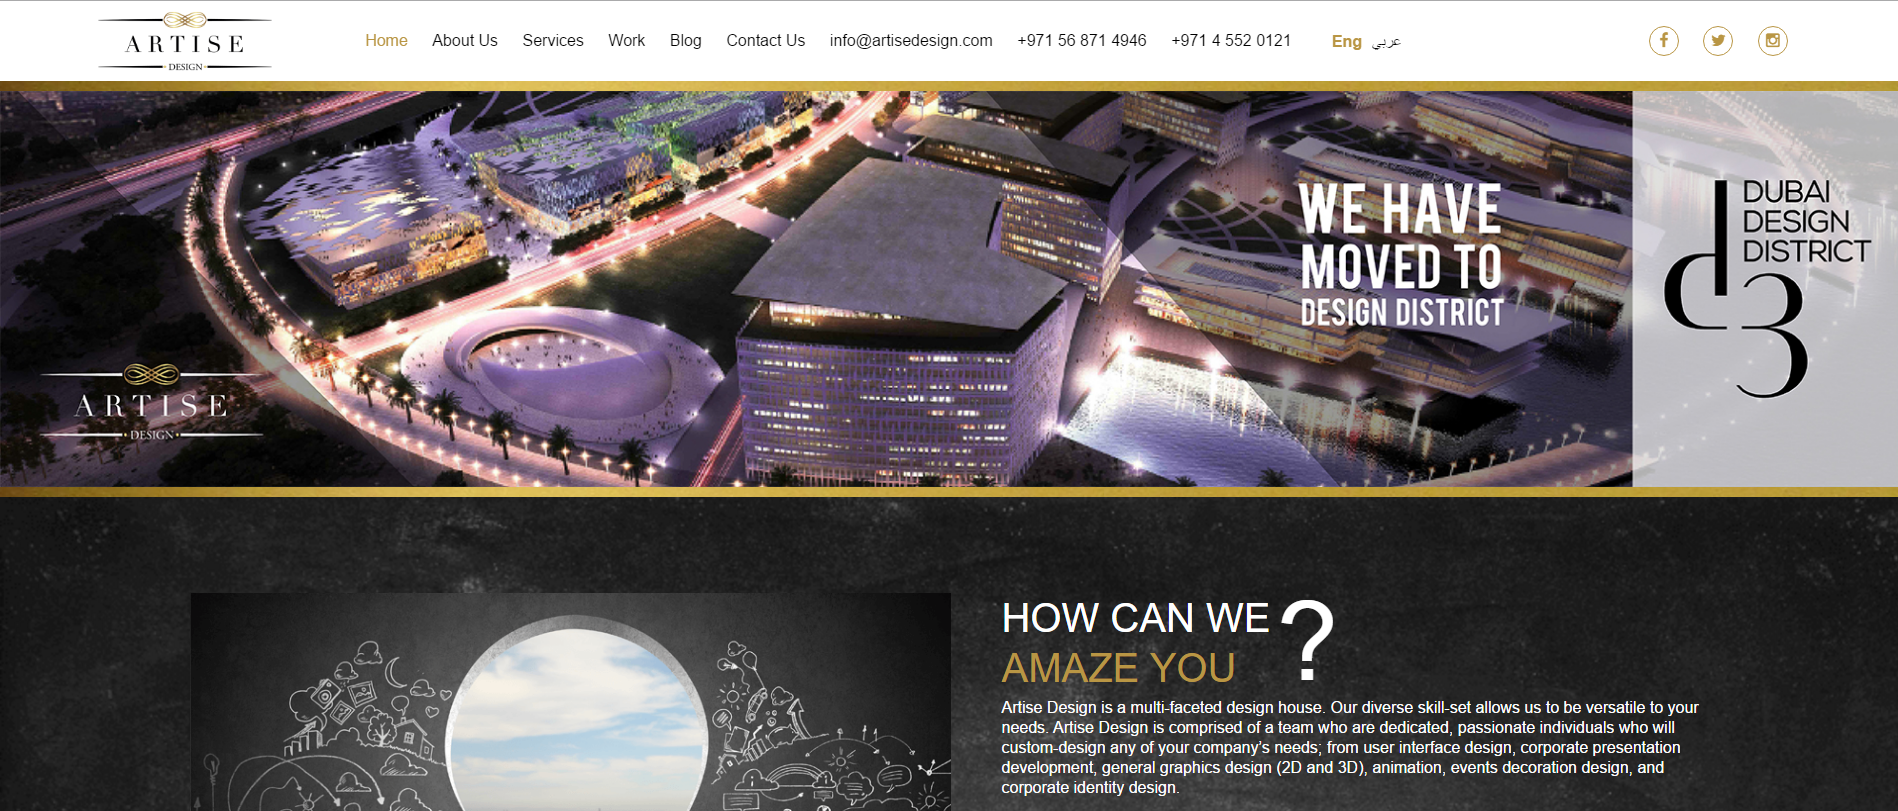 ARTISE
DESIGN
Home About Us Services Work Blog Contact Us info@artisedesign.com +971 56 871 4946 +971 4 552 0121 Eng عربي
WE HAVE
MOVED TO
DESIGN DISTRICT
DUBAI
DESIGN
DISTRICT
d3
ARTISE
DESIGN
HOW CAN WE
AMAZE YOU ?
Artise Design is a multi-faceted design house. Our diverse skill-set allows us to be versatile to your
needs. Artise Design is comprised of a team who are dedicated, passionate individuals who will
custom-design any of your company’s needs; from user interface design, corporate presentation
development, general graphics design (2D and 3D), animation, events decoration design, and
corporate identity design.